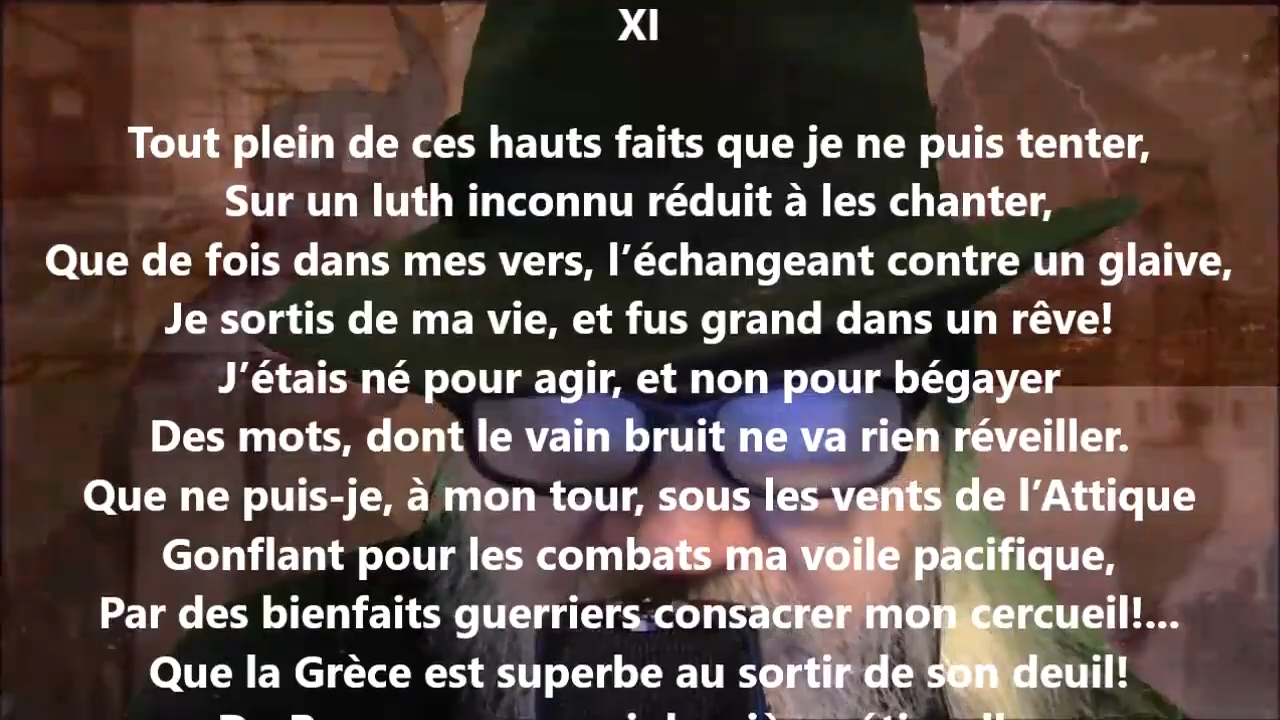 XI
Tout plein de ces hauts faits que je ne puis tenter,
Sur un luth inconnu réduit à les chanter,
Que de fois dans mes vers, l’échangeant contre un glaive,
Je sortis de ma vie, et fus grand dans un rêve!
J’étais né pour agir, et non pour bégayer
Des mots, dont le vain bruit ne va rien réveiller.
Que ne puis-je, à mon tour, sous les vents de l’Attique
Gonflant pour les combats ma voile pacifique,
Par des bienfaits guerriers consacrer mon cercueil!...
Que la Grèce est superbe au sortir de son deuil!